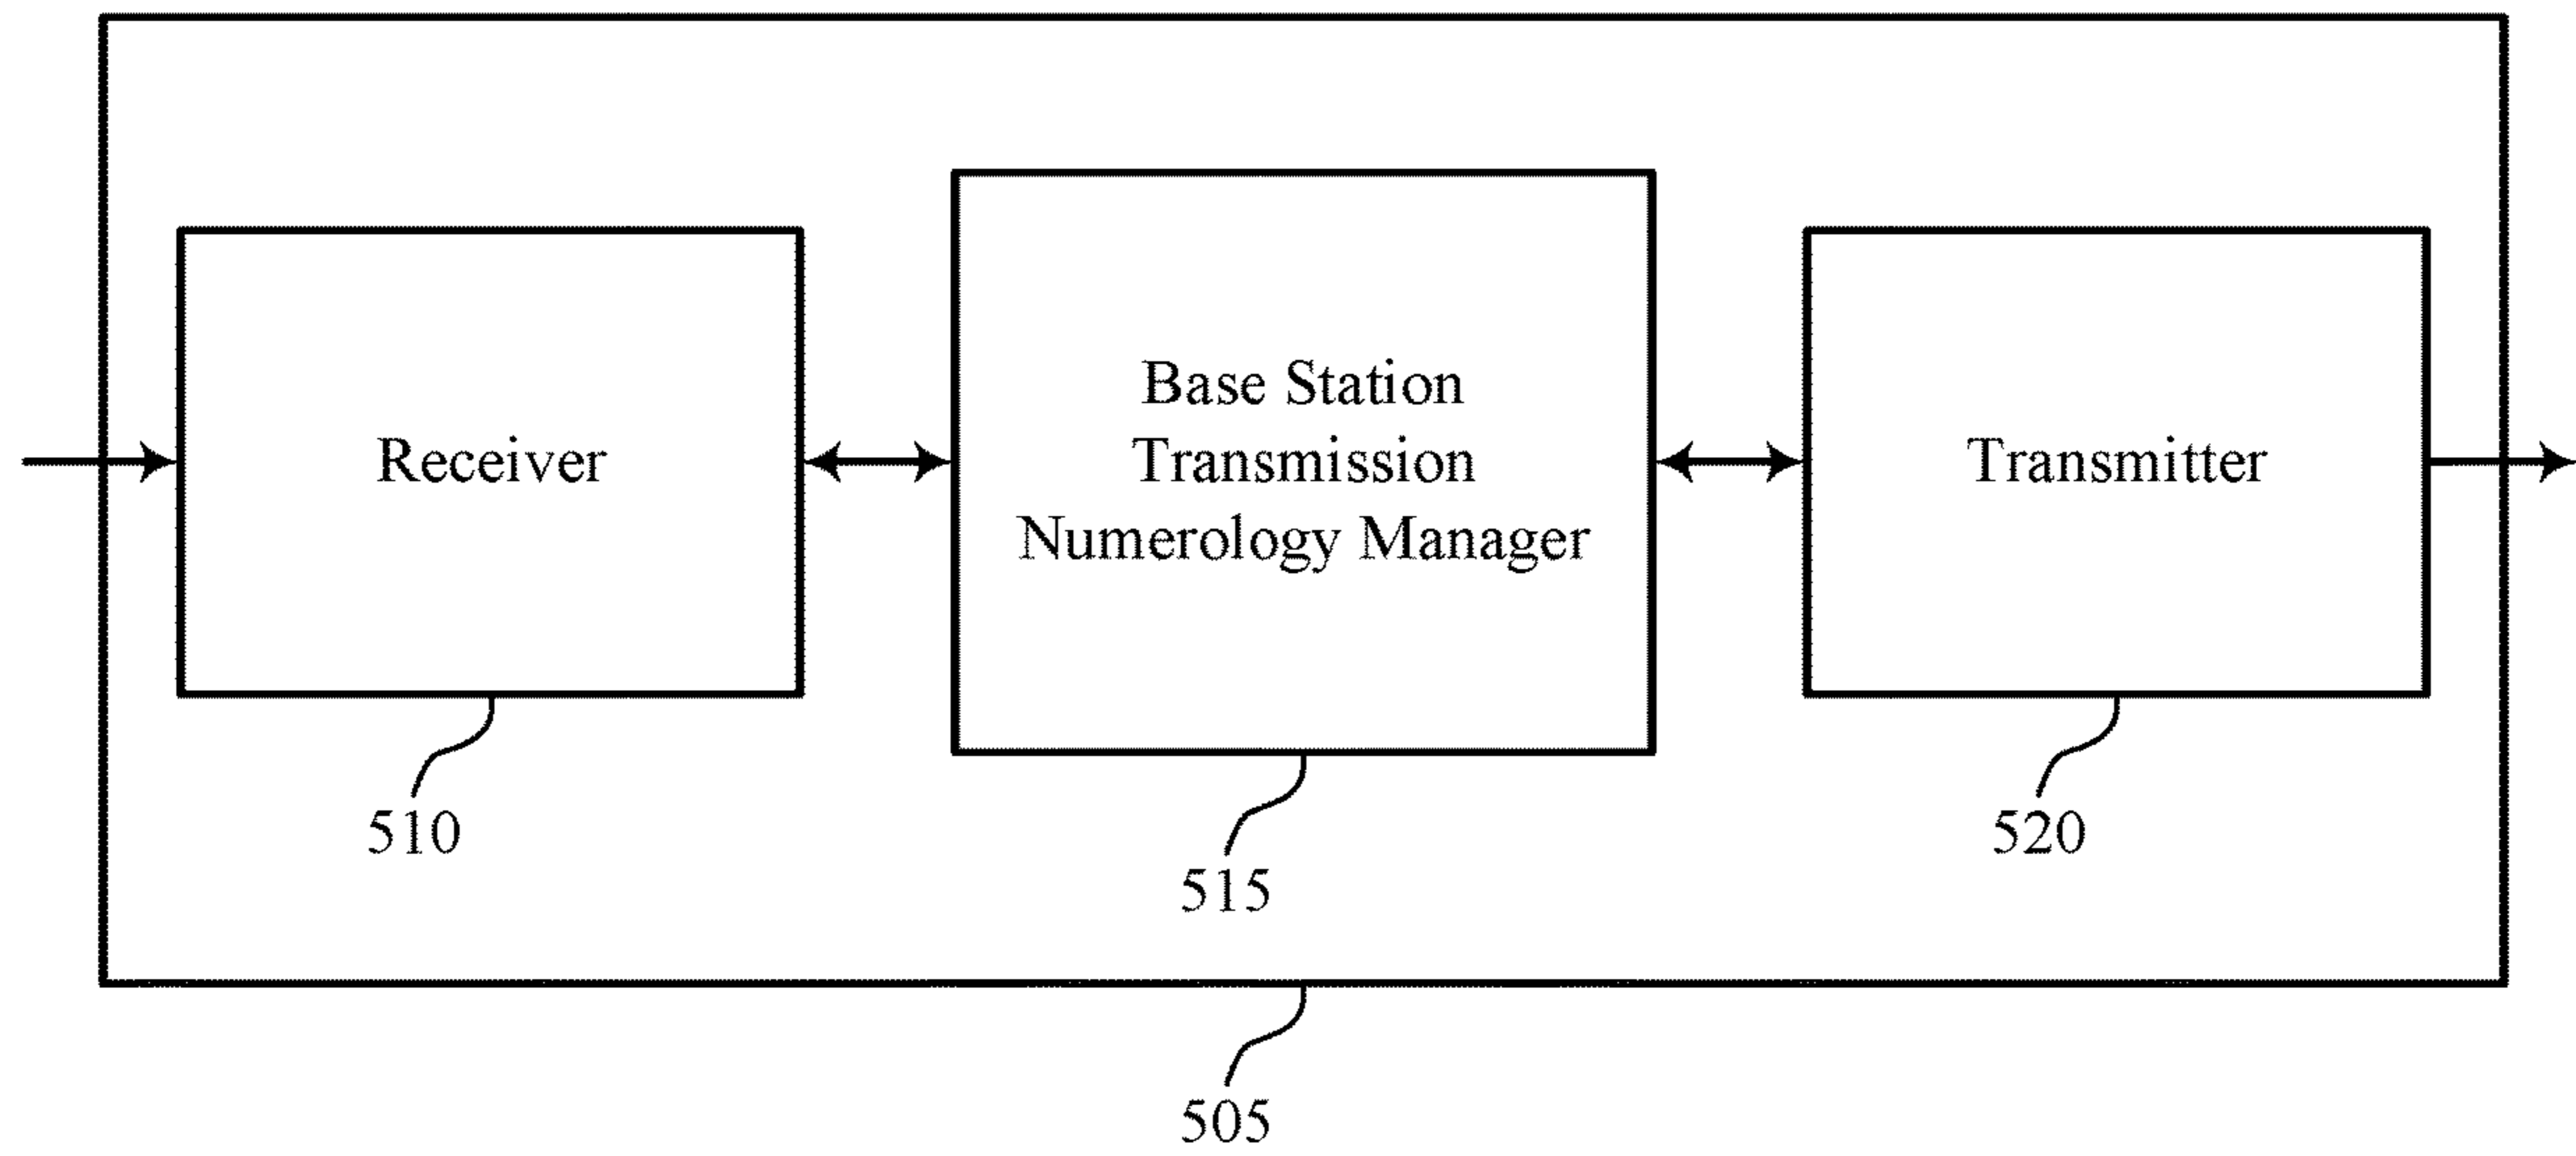 Receiver
Base Station
Transmission
Numerology Manager
Transmitter
510
515
520
505